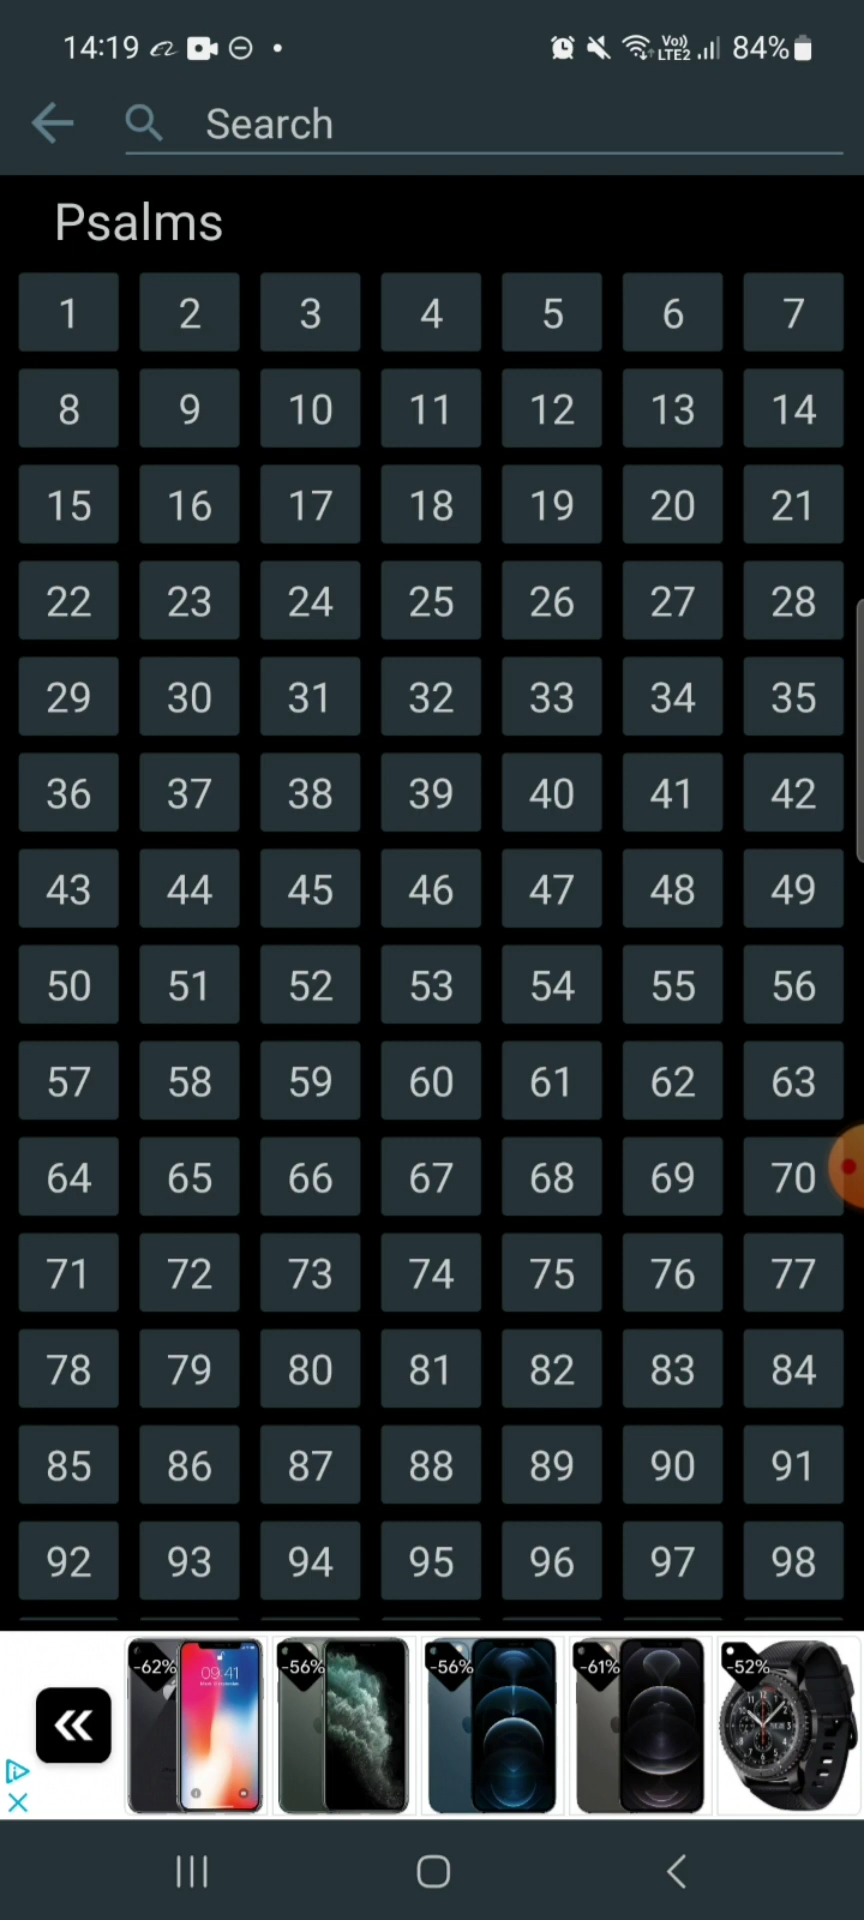 14:19 Vo)) LTE2 84%
Search
Psalms
1 2 3 4 5 6 7
8 9 10 11 12 13 14
15 16 17 18 19 20 21
22 23 24 25 26 27 28
29 30 31 32 33 34 35
36 37 38 39 40 41 42
43 44 45 46 47 48 49
50 51 52 53 54 55 56
57 58 59 60 61 62 63
64 65 66 67 68 69 70
71 72 73 74 75 76 77
78 79 80 81 82 83 84
85 86 87 88 89 90 91
92 93 94 95 96 97 98
-62% -56% -56% -61% -52%
09:41